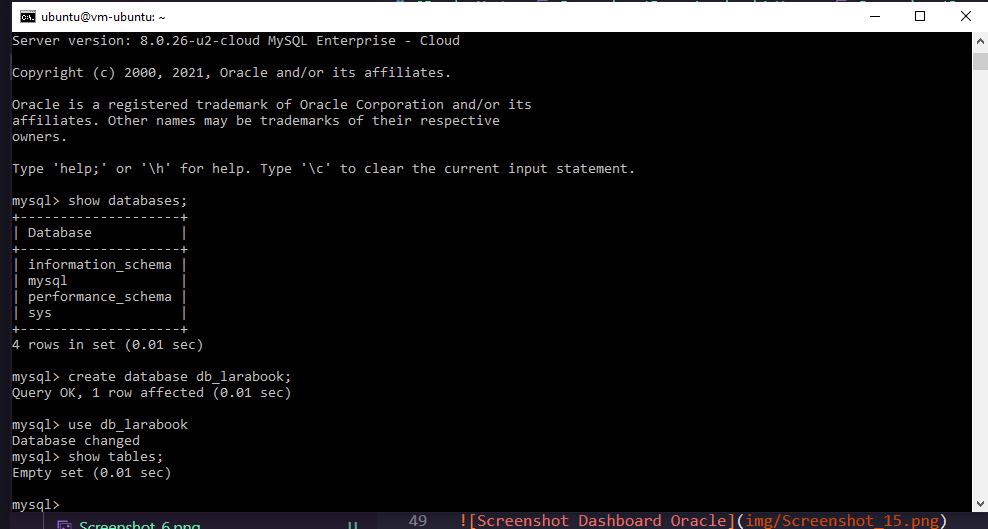 ubuntu@vm-ubuntu: ~
Server version: 8.0.26-u2-cloud MySQL Enterprise - Cloud
Copyright (c) 2000, 2021, Oracle and/or its affiliates.
Oracle is a registered trademark of Oracle Corporation and/or its
affiliates. Other names may be trademarks of their respective
owners.
Type 'help;' or '\h' for help. Type '\c' to clear the current input statement.
mysql> show databases;
+--------------------+
| Database           |
+--------------------+
| information_schema |
| mysql              |
| performance_schema |
| sys                |
+--------------------+
4 rows in set (0.01 sec)
mysql> create database db_larabook;
Query OK, 1 row affected (0.01 sec)
mysql> use db_larabook
Database changed
mysql> show tables;
Empty set (0.01 sec)
mysql>
Screenshot_6.png U
49 ![Screenshot Dashboard Oracle](img/Screenshot_15.png)